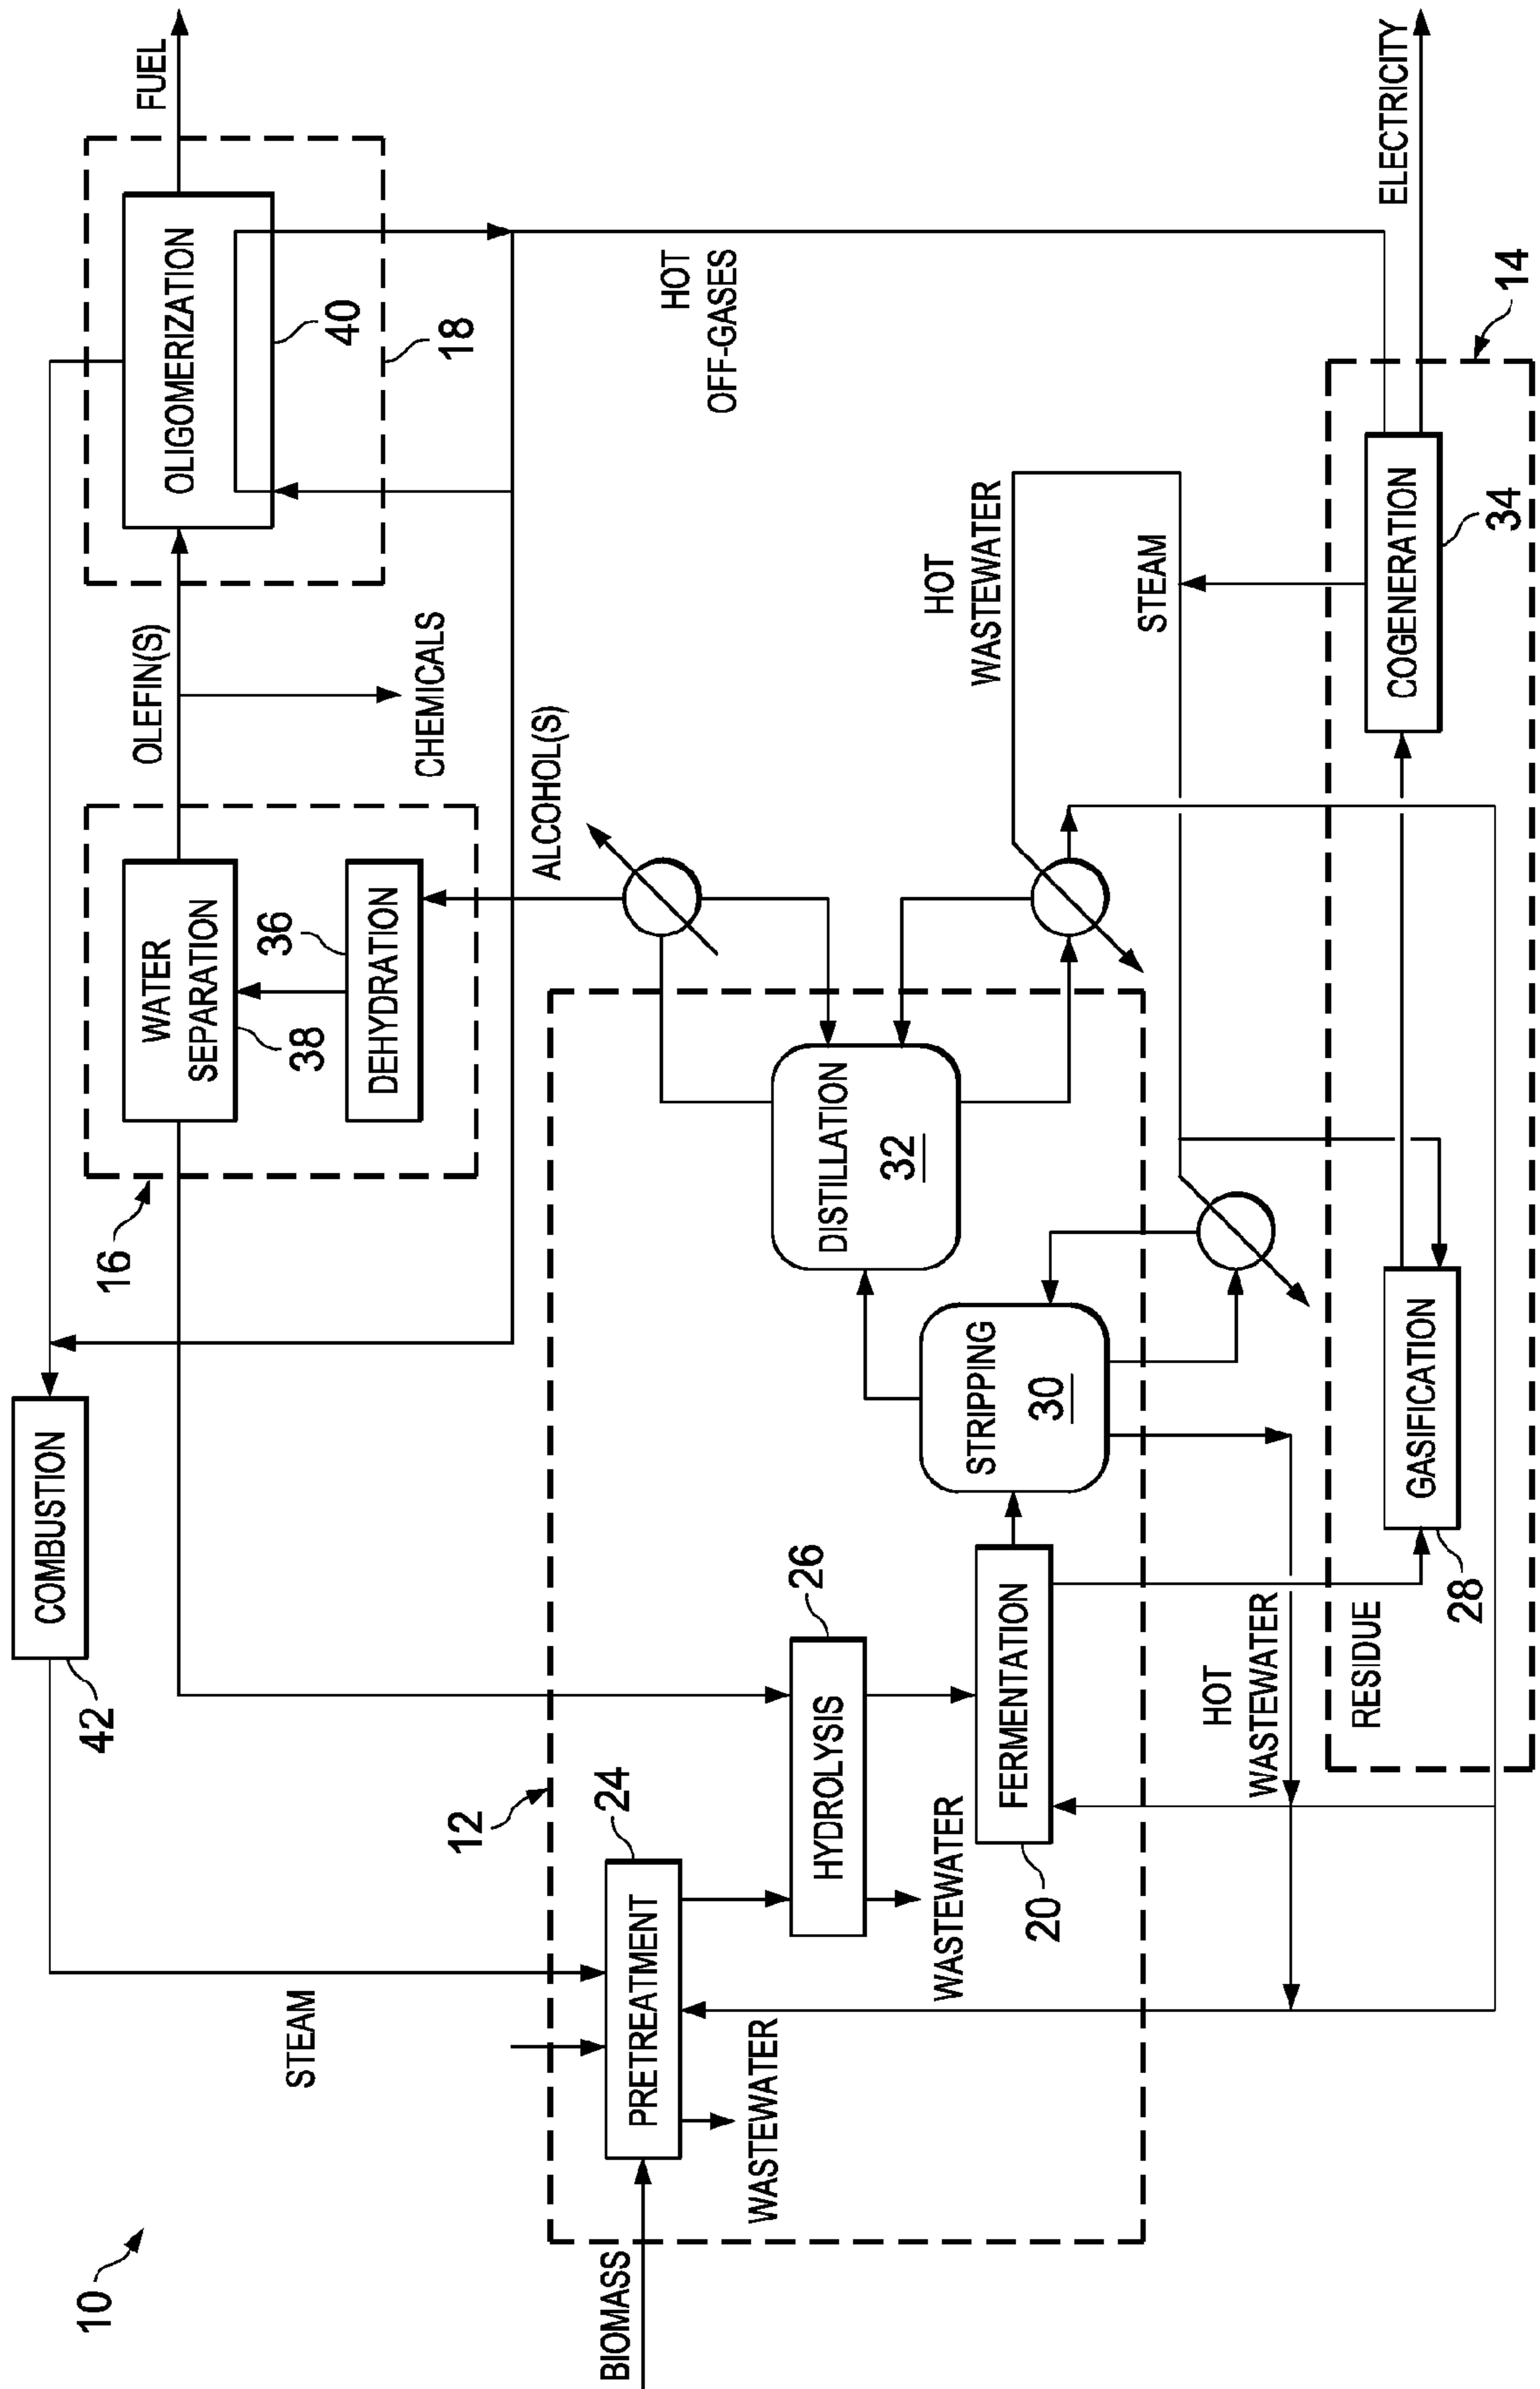 10
COMBUSTION
42
16
WATER
SEPARATION
38
36
DEHYDRATION
OLEFIN(S)
CHEMICALS
OLIGOMERIZATION
40
18
FUEL
STEAM
12
ALCOHOL(S)
HOT
OFF-GASES
BIOMASS
PRETREATMENT
24
WASTEWATER
HYDROLYSIS
26
WASTEWATER
FERMENTATION
20
STRIPPING
30
DISTILLATION
32
HOT
WASTEWATER
STEAM
HOT
WASTEWATER
RESIDUE
GASIFICATION
28
COGENERATION
34
14
ELECTRICITY